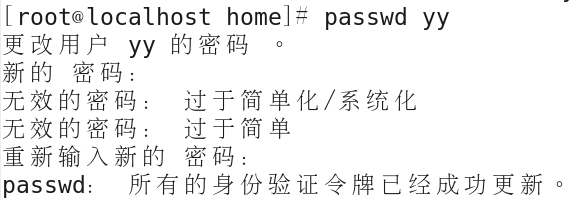 [root@localhost home]# passwd yy
更改用户 yy 的密码 。
新的 密码：
无效的密码： 过于简单化/系统化
无效的密码： 过于简单
重新输入新的 密码：
passwd： 所有的身份验证令牌已经成功更新。